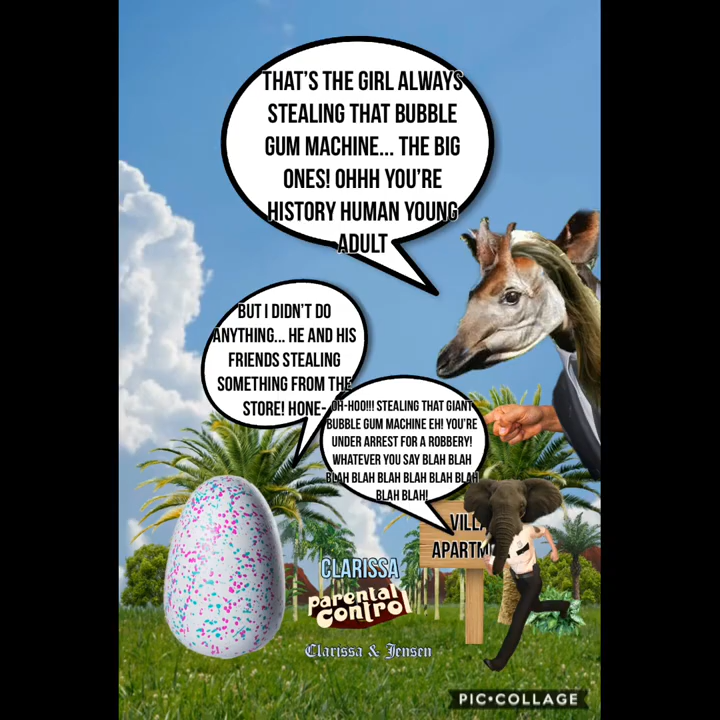 THAT'S THE GIRL ALWAYS
STEALING THAT BUBBLE
GUM MACHINE... THE BIG
ONES! OHHH YOU'RE
HISTORY HUMAN YOUNG
ADULT
BUT I DIDN'T DO
ANYTHING... HE AND HIS
FRIENDS STEALING
SOMETHING FROM THE
STORE! HONE-
OH-HOO!!! STEALING THAT GIANT
BUBBLE GUM MACHINE EH! YOU'RE
UNDER ARREST FOR A ROBBERY!
WHATEVER YOU SAY BLAH BLAH
BLAH BLAH BLAH BLAH BLAH BLAH
BLAH BLAH!
CLARISSA
parental
control
Clarissa & Jensen
PIC•COLLAGE